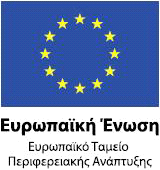 Ευρωπαϊκή Ένωση
Ευρωπαϊκό Ταμείο
Περιφερειακής Ανάπτυξης